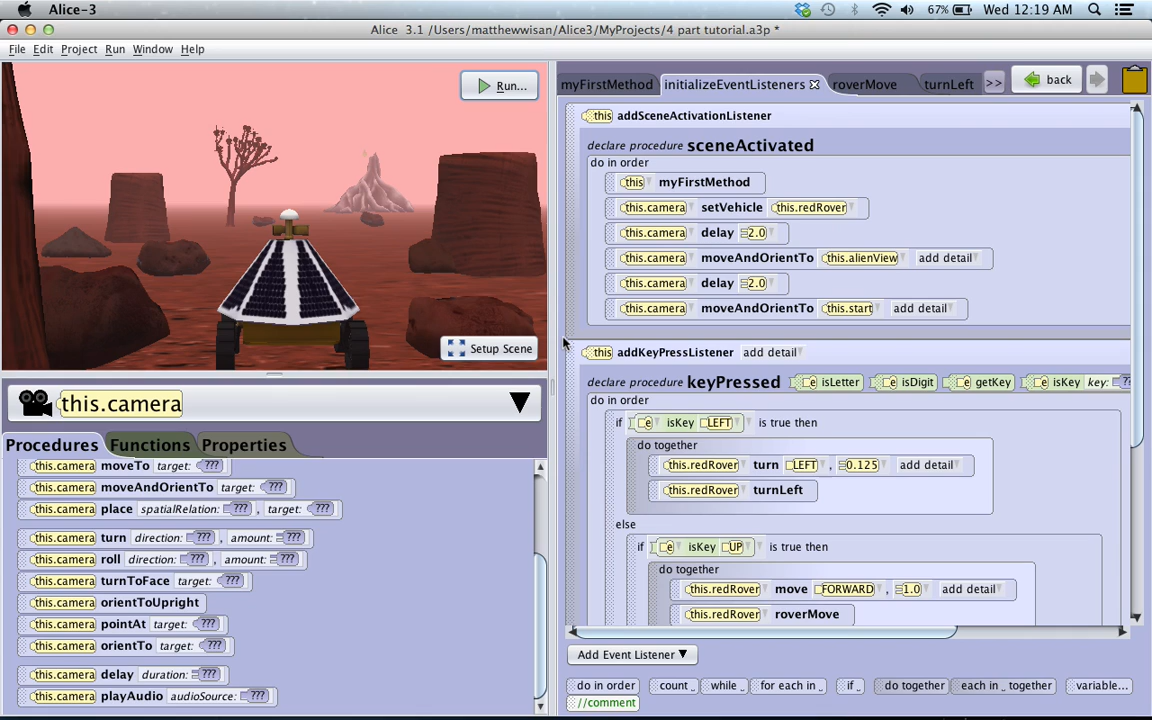 Alice-3 67% Wed 12:19 AM
Alice 3.1 /Users/matthewwisan/Alice3/MyProjects/4 part tutorial.a3p *
File Edit Project Run Window Help
Run...
Setup Scene
this.camera
Procedures Functions Properties
this.camera moveTo target: ???
this.camera moveAndOrientTo target: ???
this.camera place spatialRelation: ??? , target: ???
this.camera turn direction: ??? , amount: ???
this.camera roll direction: ??? , amount: ???
this.camera turnToFace target: ???
this.camera orientToUpright
this.camera pointAt target: ???
this.camera orientTo target: ???
this.camera delay duration: ???
this.camera playAudio audioSource: ???
myFirstMethod initializeEventListeners roverMove turnLeft >> back
this addSceneActivationListener
declare procedure sceneActivated
do in order
this myFirstMethod
this.camera setVehicle this.redRover
this.camera delay 2.0
this.camera moveAndOrientTo this.alienView add detail
this.camera delay 2.0
this.camera moveAndOrientTo this.start add detail
this addKeyPressListener add detail
declare procedure keyPressed e isLetter e isDigit e getKey e isKey key: ??
do in order
if e isKey LEFT is true then
do together
this.redRover turn LEFT , 0.125 add detail
this.redRover turnLeft
else
if e isKey UP is true then
do together
this.redRover move FORWARD , 1.0 add detail
this.redRover roverMove
Add Event Listener
do in order count.. while.. for each in.. if.. do together each in .. together variable...
//comment